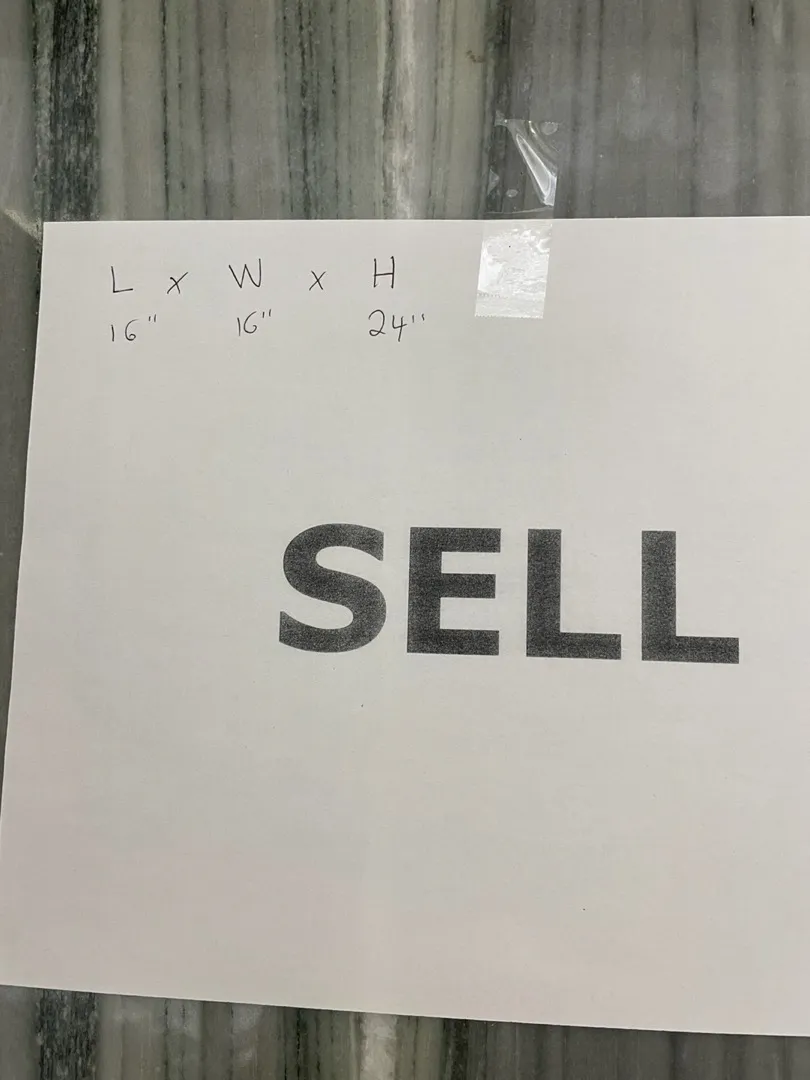 L x W x H
16" 16" 24"
SELL